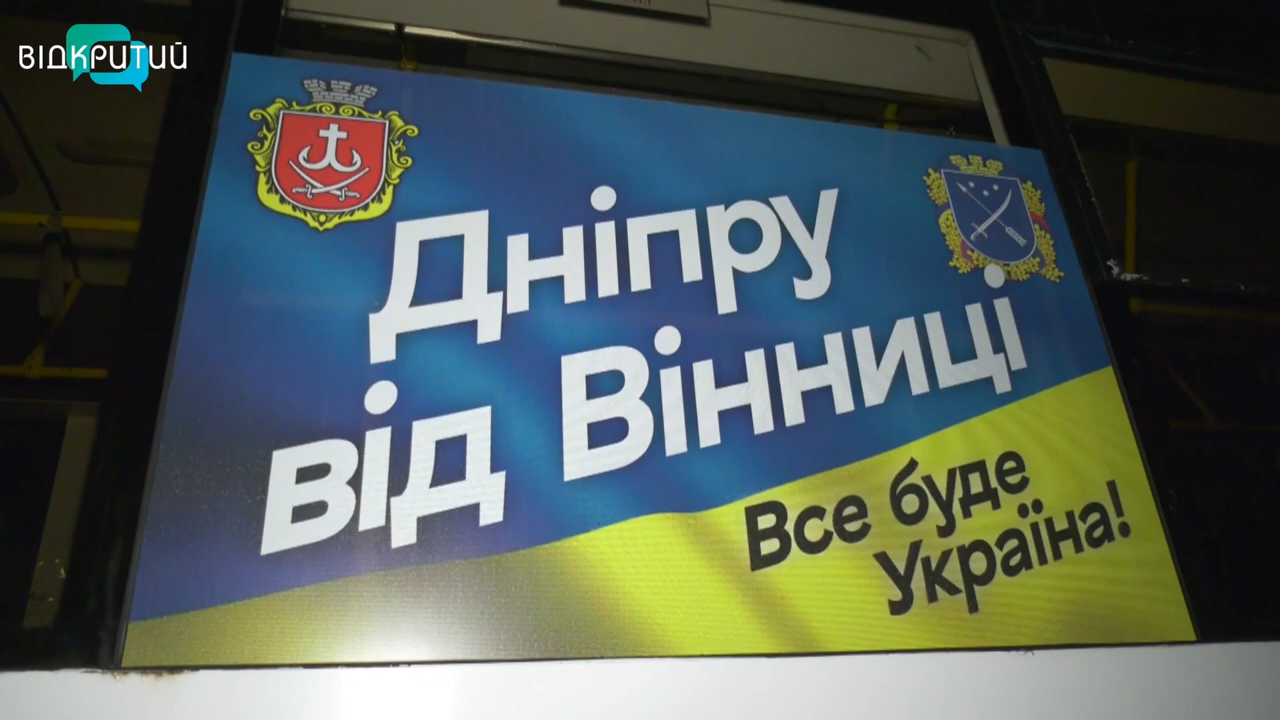 ВІДКРИТИЙ
Дніпру
від Вінниці
Все буде
Україна!